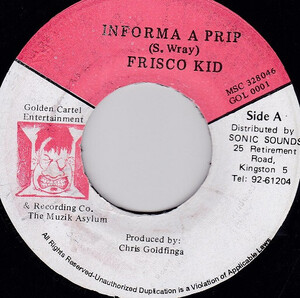 INFORMA A PRIP
(S. Wray)
FRISCO KID
MSC 328046
GOL 0001
Golden Cartel
Entertainment
& Recording Co.
The Muzik Asylum
Side A
Distributed by
SONIC SOUNDS
25 Retirement
Road,
Kingston 5
Tel: 92-61204
Produced by:
Chris Goldfinga
All Rights Reserved-Unauthorized Duplication is a Violation of Applicable Laws